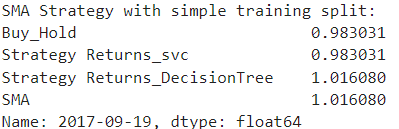 SMA Strategy with simple training split:
Buy_Hold 0.983031
Strategy Returns_svc 0.983031
Strategy Returns_DecisionTree 1.016080
SMA 1.016080
Name: 2017-09-19, dtype: float64